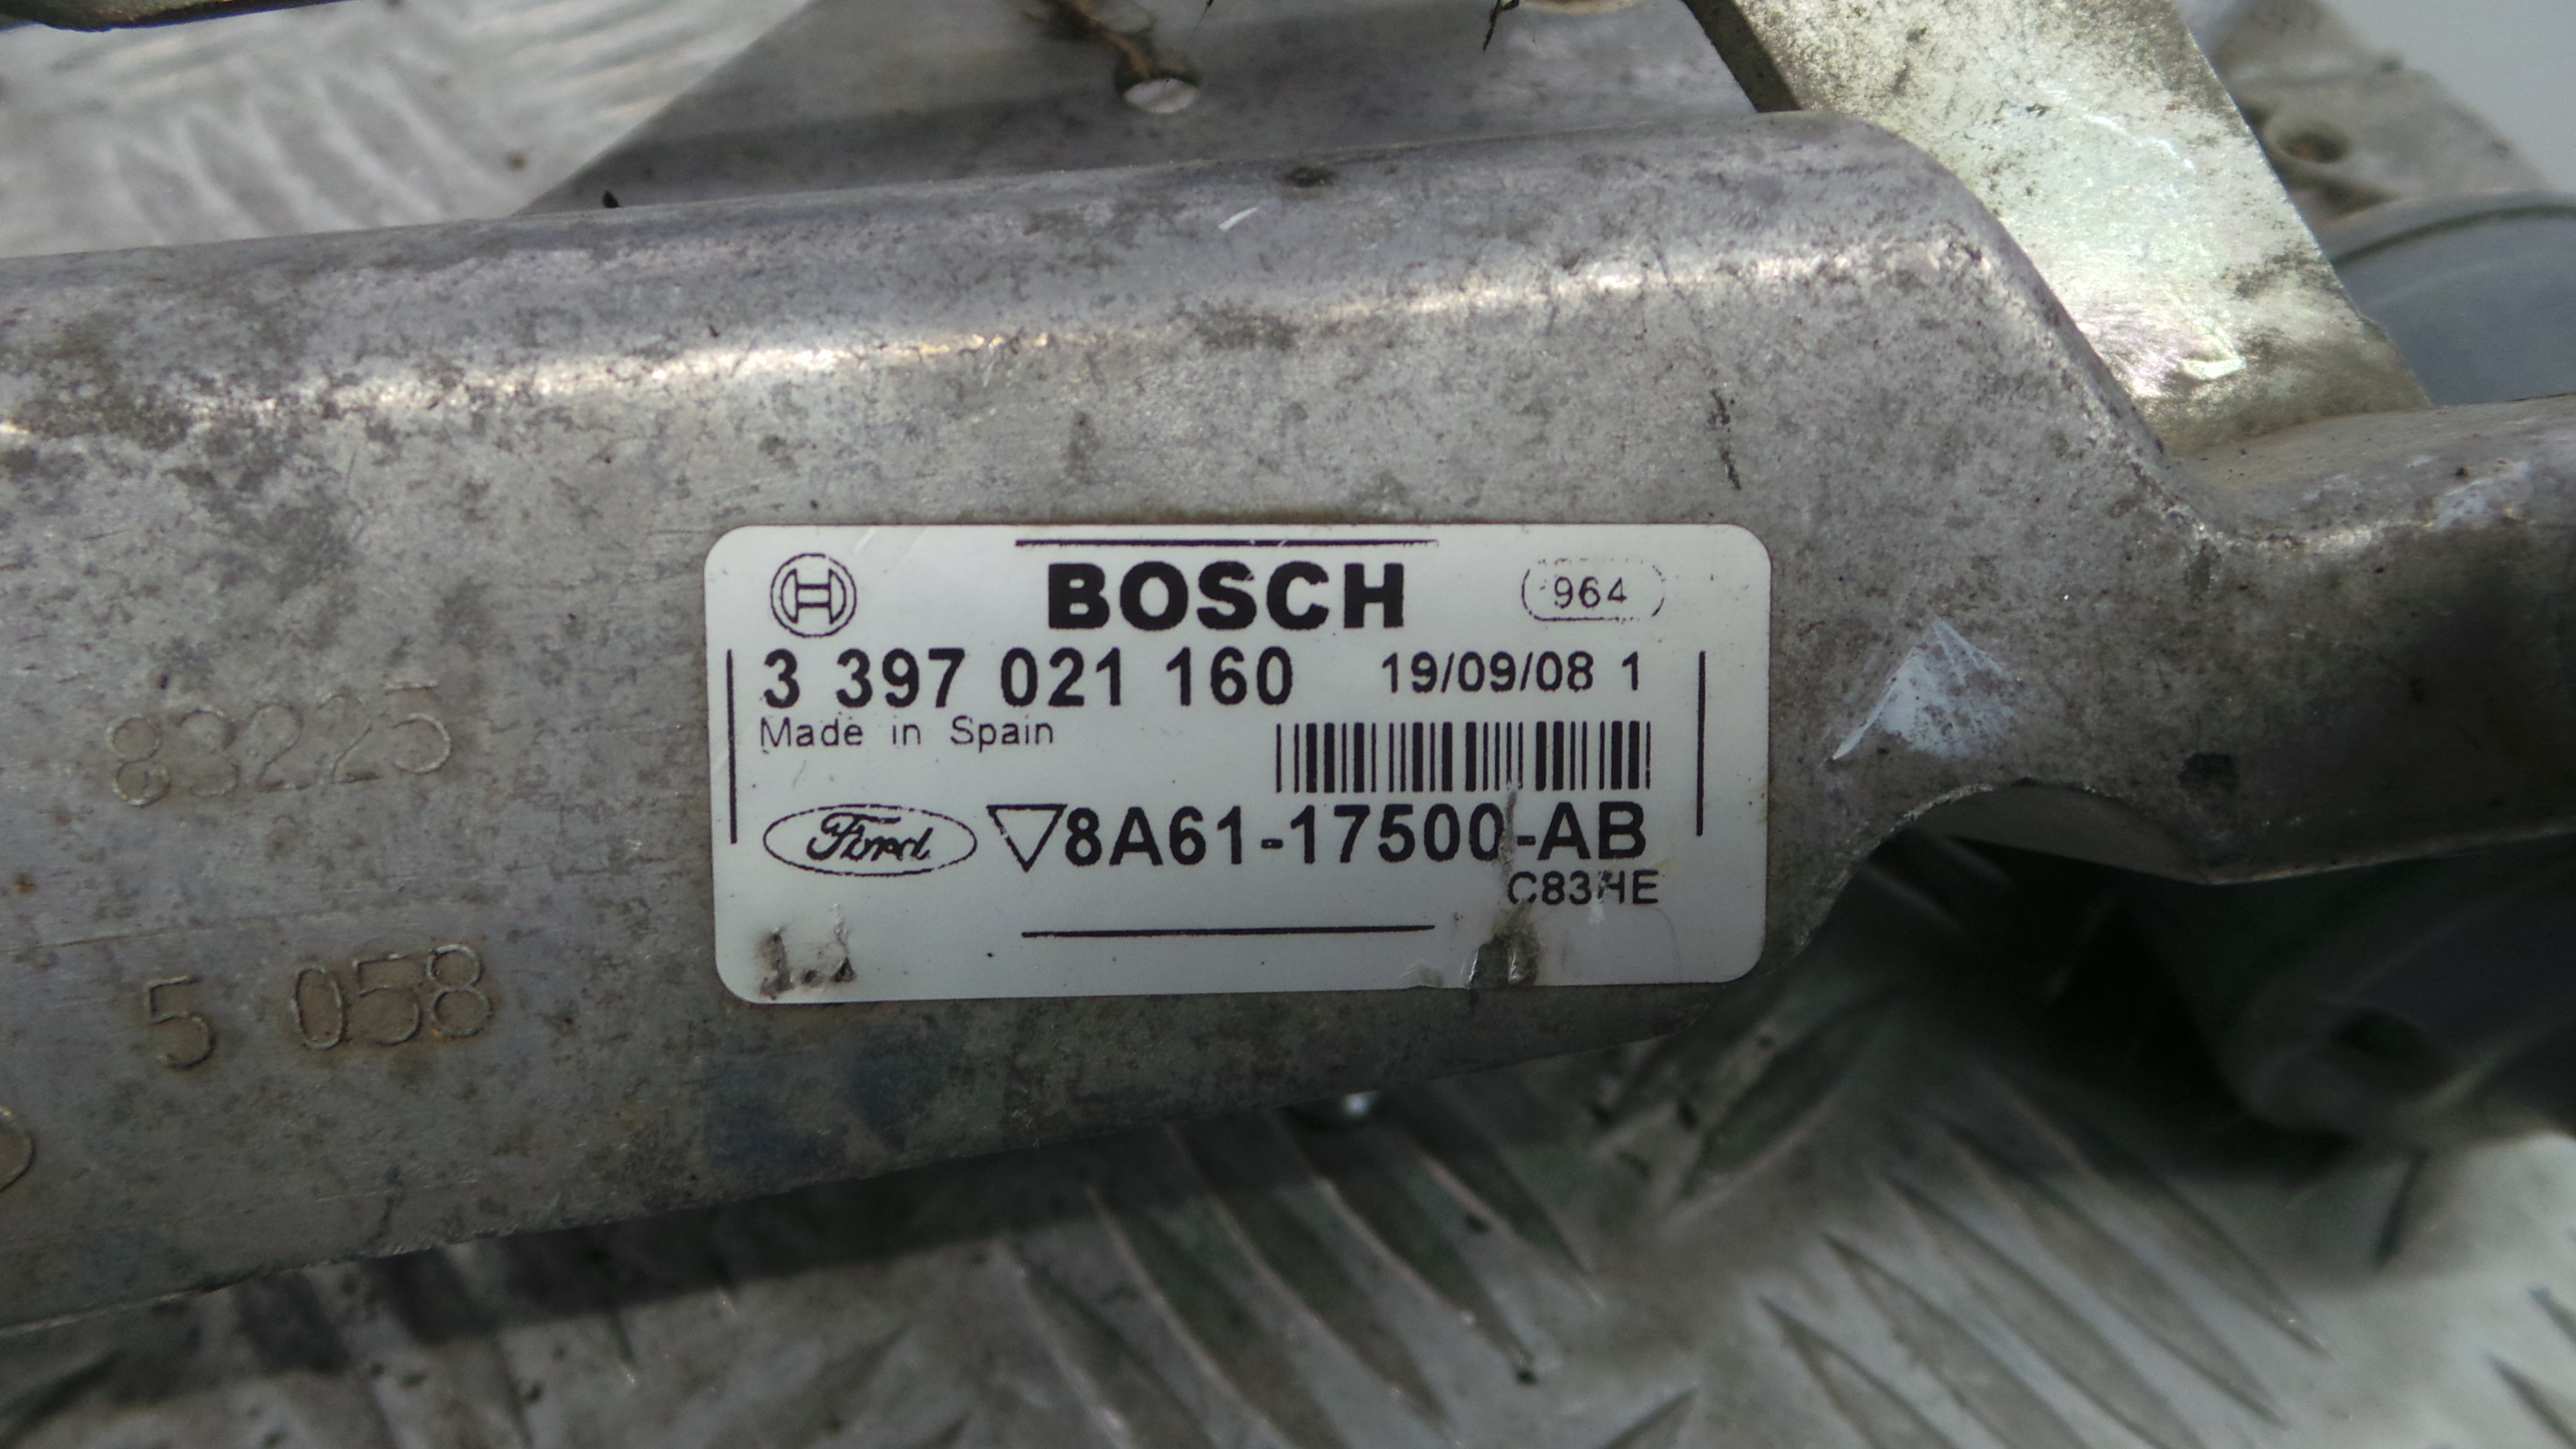 BOSCH 964
3 397 021 160 19/09/08 1
Made in Spain
Ford 8A61-17500-AB
C83HE
83225
5 058